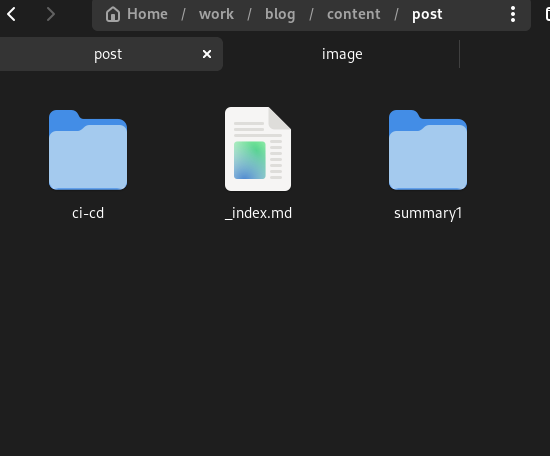 Home / work / blog / content / post
post image
ci-cd _index.md summary1